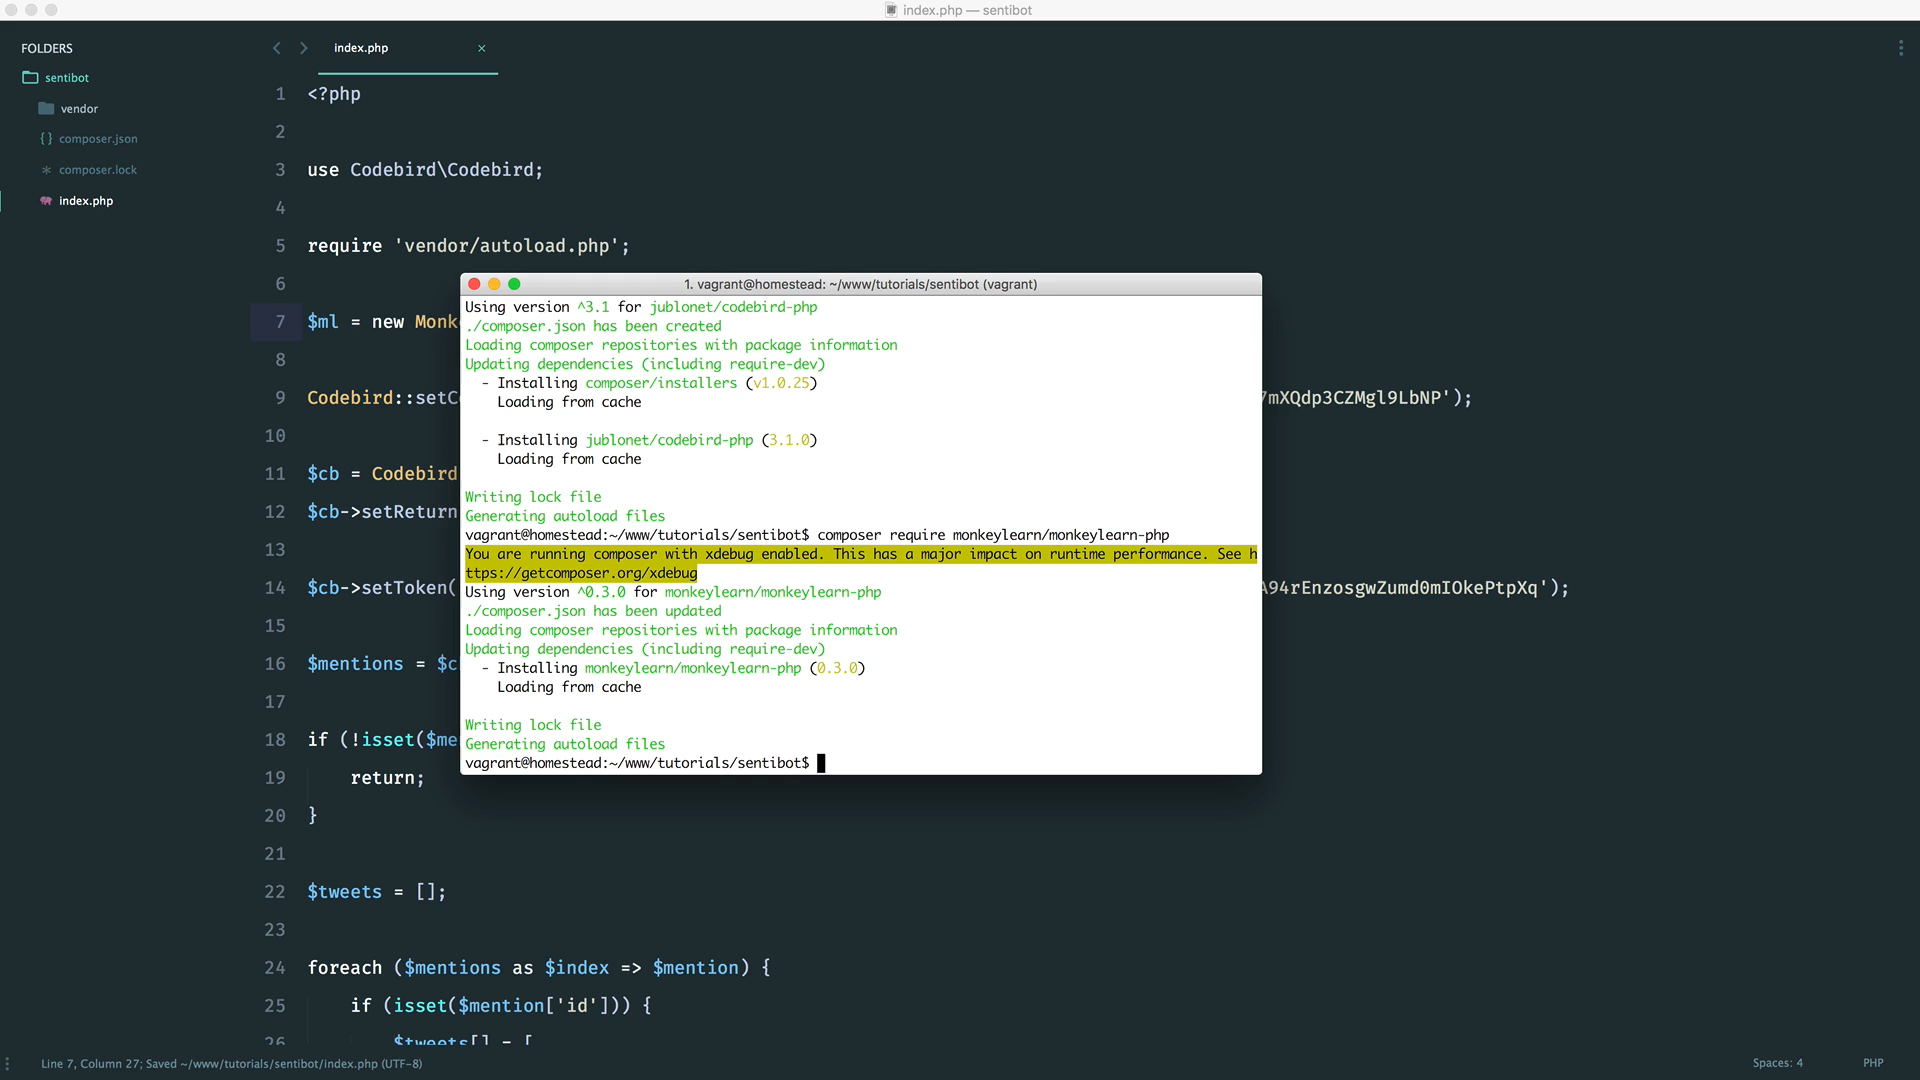 index.php — sentibot
FOLDERS
sentibot
vendor
{} composer.json
* composer.lock
index.php
index.php ×
1 <?php
2
3 use Codebird\Codebird;
4
5 require 'vendor/autoload.php';
6
7 $ml = new Monk
8
9 Codebird::setC 7mXQdp3CZMgl9LbNP');
10
11 $cb = Codebird
12 $cb->setReturn
13
14 $cb->setToken( A94rEnzosgwZumd0mIOkePtpXq');
15
16 $mentions = $c
17
18 if (!isset($me
19 return;
20 }
21
22 $tweets = [];
23
24 foreach ($mentions as $index => $mention) {
25 if (isset($mention['id'])) {
26 $tweets[] = [
1. vagrant@homestead: ~/www/tutorials/sentibot (vagrant)
Using version ^3.1 for jublonet/codebird-php
./composer.json has been created
Loading composer repositories with package information
Updating dependencies (including require-dev)
- Installing composer/installers (v1.0.25)
Loading from cache
- Installing jublonet/codebird-php (3.1.0)
Loading from cache
Writing lock file
Generating autoload files
vagrant@homestead:~/www/tutorials/sentibot$ composer require monkeylearn/monkeylearn-php
You are running composer with xdebug enabled. This has a major impact on runtime performance. See h
ttps://getcomposer.org/xdebug
Using version ^0.3.0 for monkeylearn/monkeylearn-php
./composer.json has been updated
Loading composer repositories with package information
Updating dependencies (including require-dev)
- Installing monkeylearn/monkeylearn-php (0.3.0)
Loading from cache
Writing lock file
Generating autoload files
vagrant@homestead:~/www/tutorials/sentibot$
Line 7, Column 27; Saved ~/www/tutorials/sentibot/index.php (UTF-8)
Spaces: 4
PHP